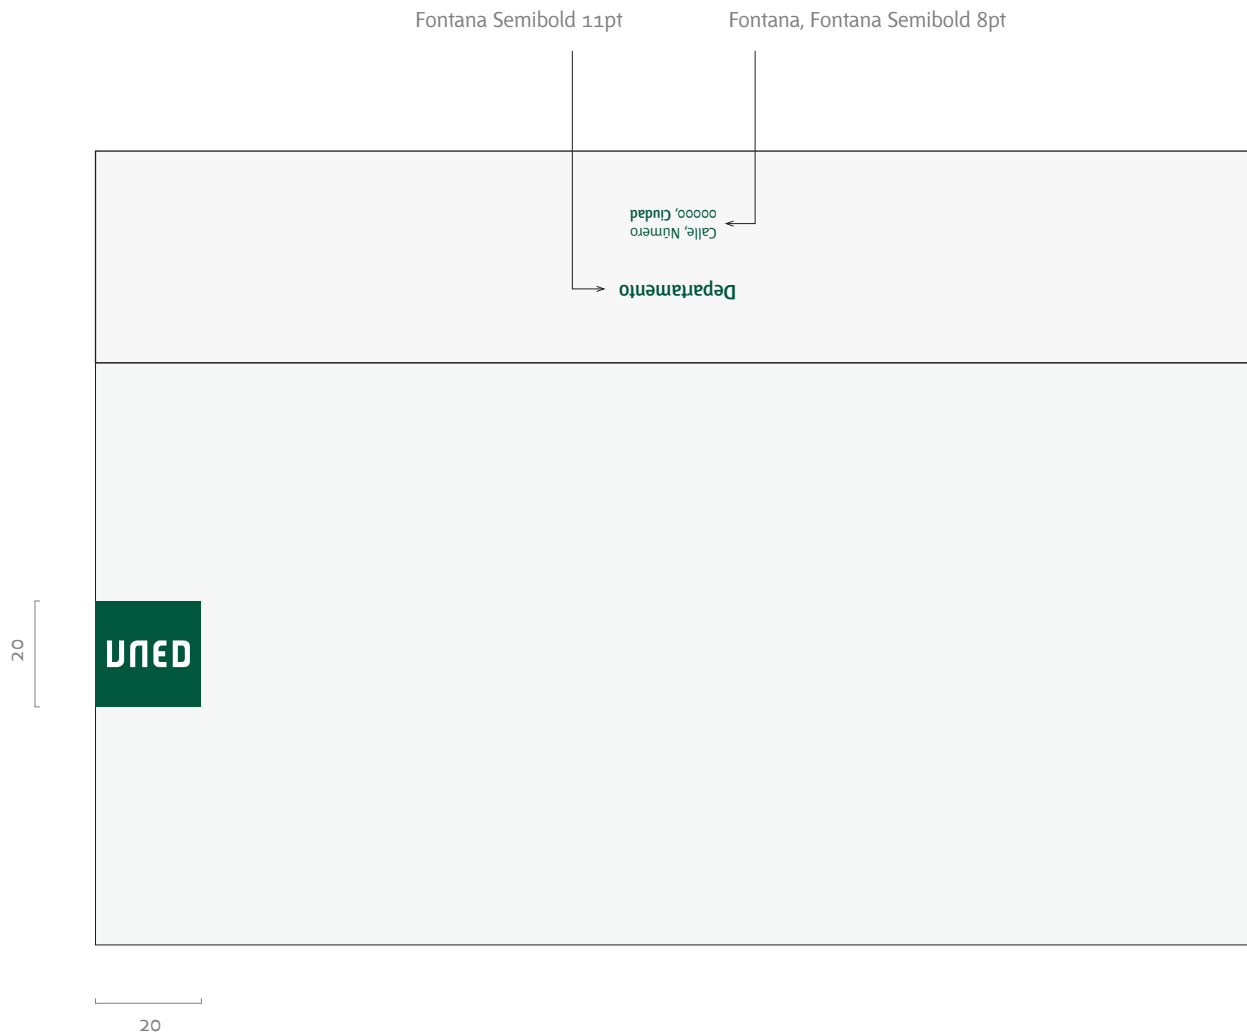 Fontana Semibold 11pt
Fontana, Fontana Semibold 8pt
Departamento
Calle, Número
00000, Ciudad
UNED
20
20